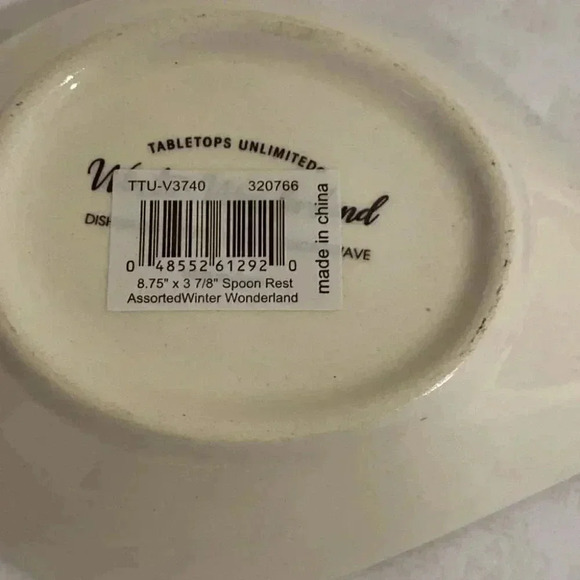 TABLETOPS UNLIMITED
W nd
DISH WAVE
TTU-V3740 320766
0 48552 61292 0
8.75" x 3 7/8" Spoon Rest
AssortedWinter Wonderland
made in china